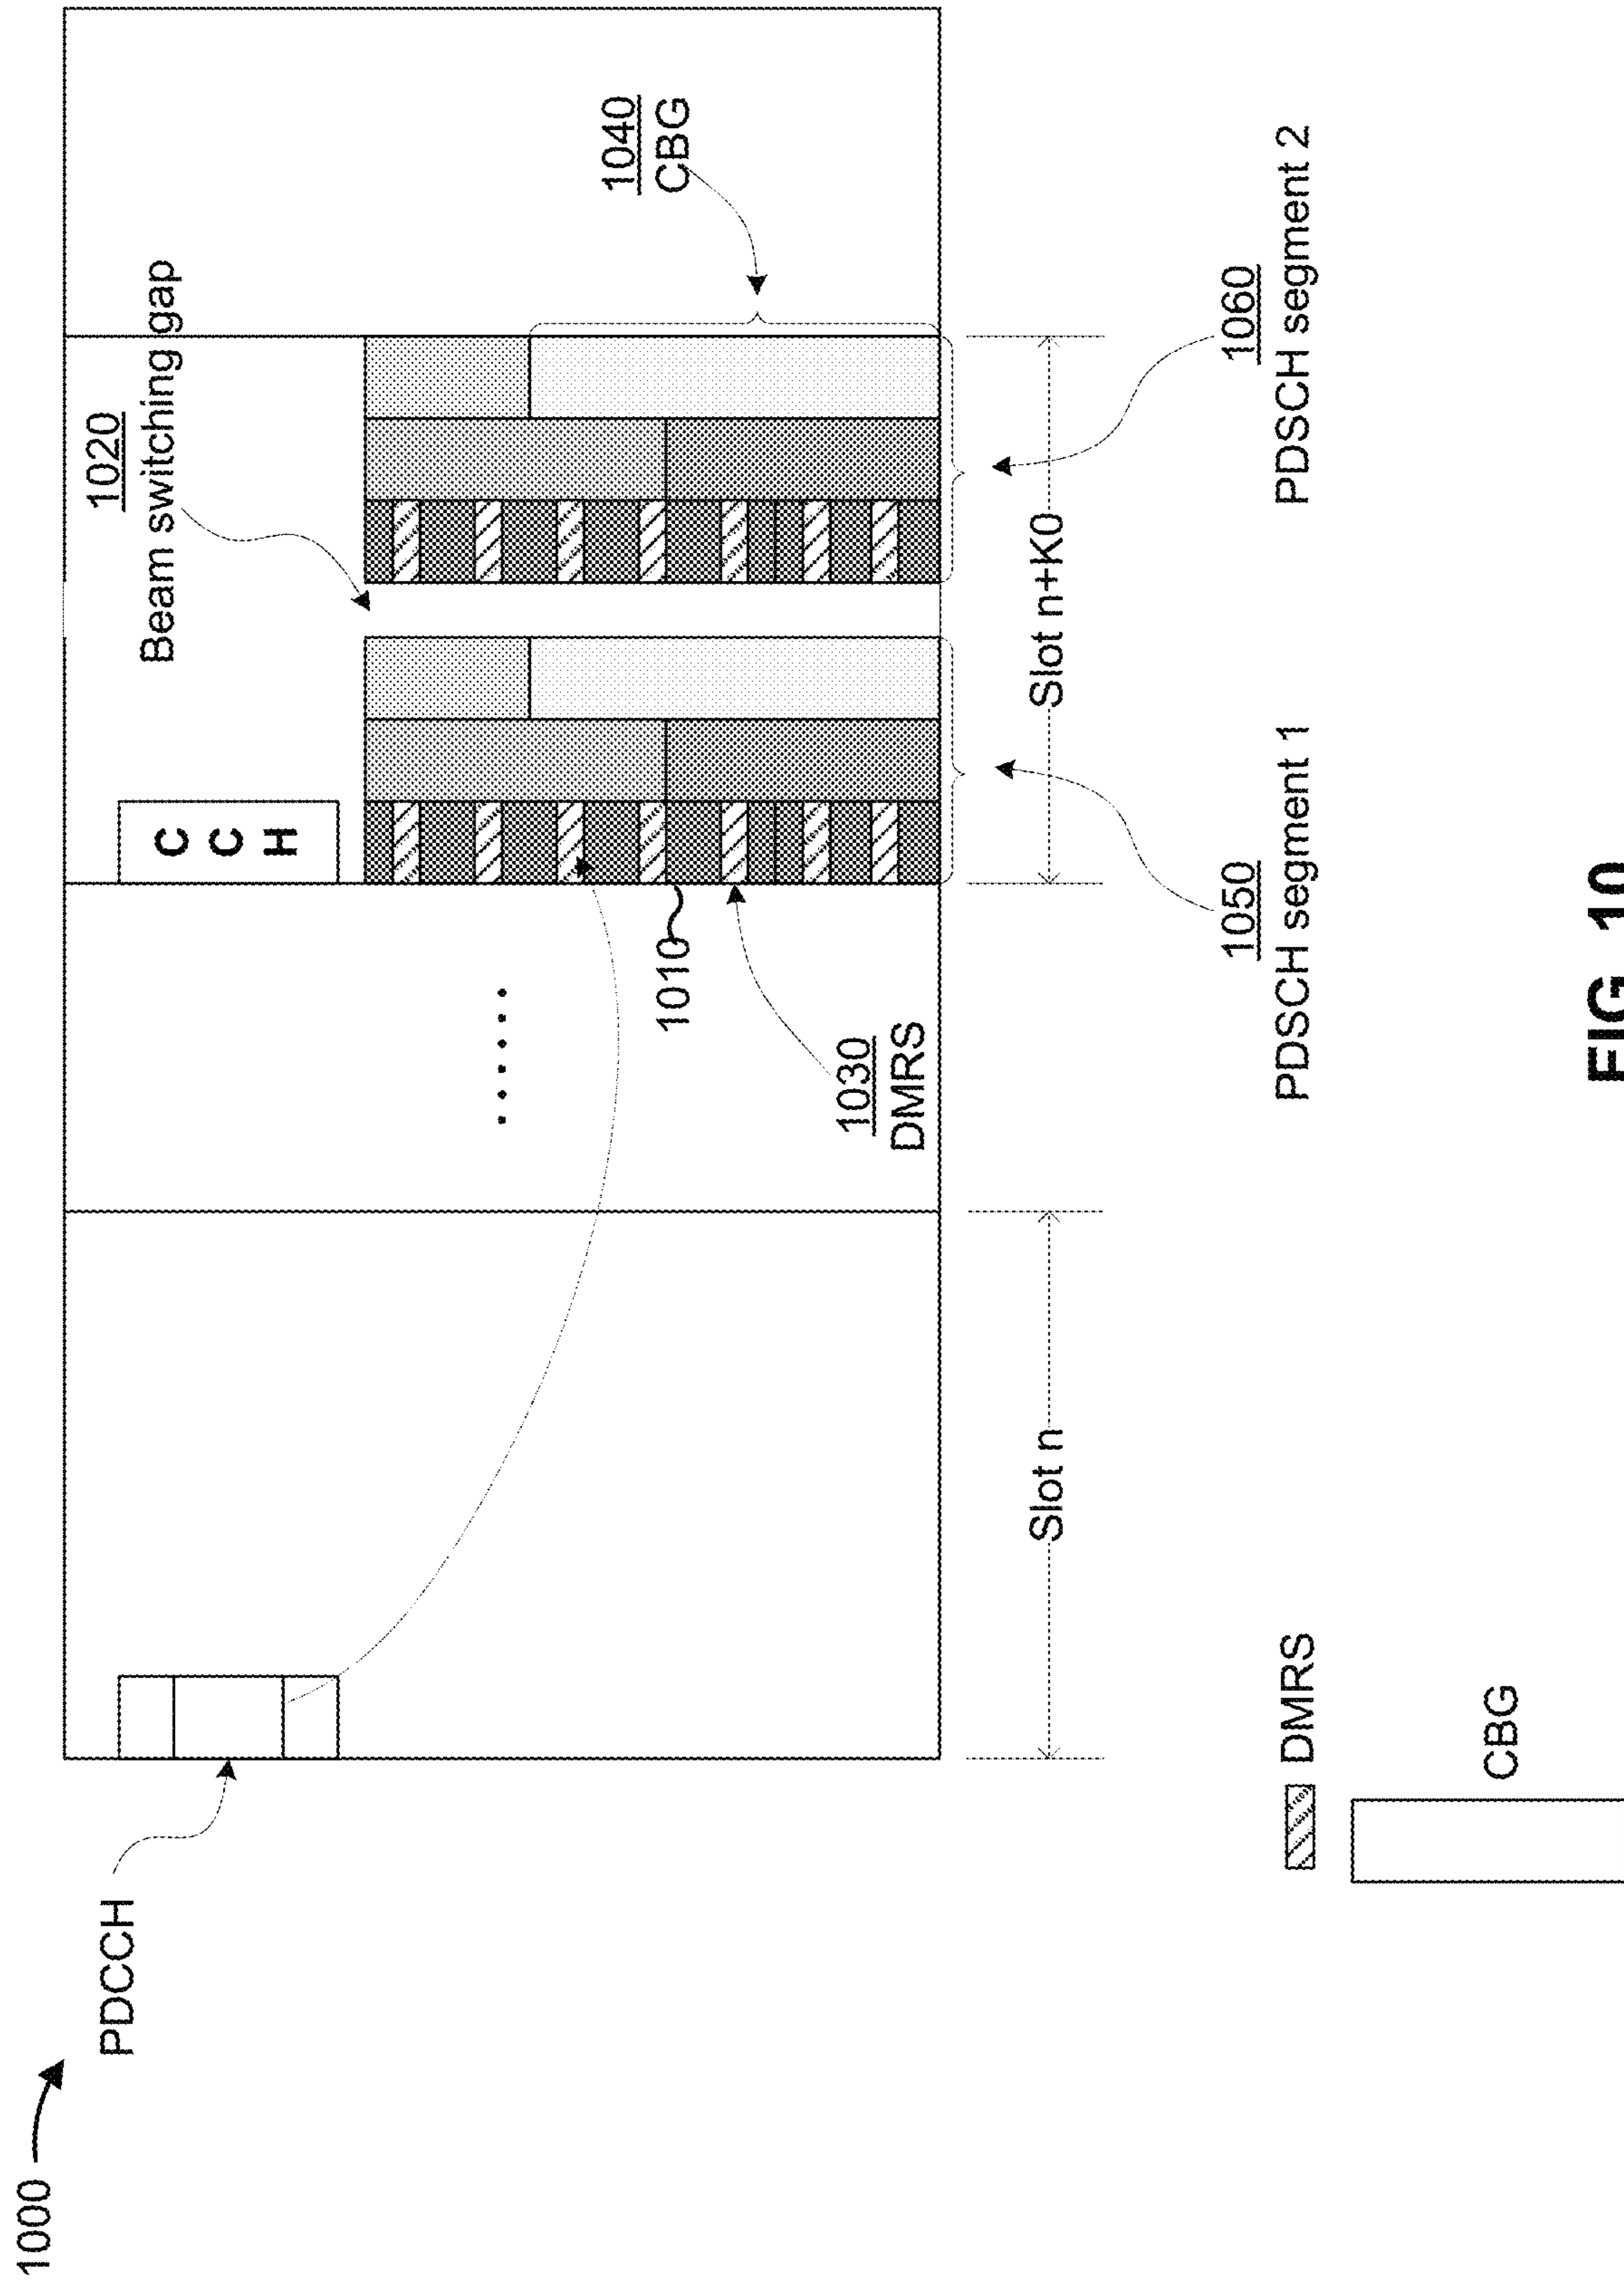 1000
PDCCH
1020
Beam switching gap
C
C
H
1040
CBG
1010
1030
DMRS
Slot n
Slot n+K0
1050
PDSCH segment 1
1060
PDSCH segment 2
DMRS
CBG
FIG. 10